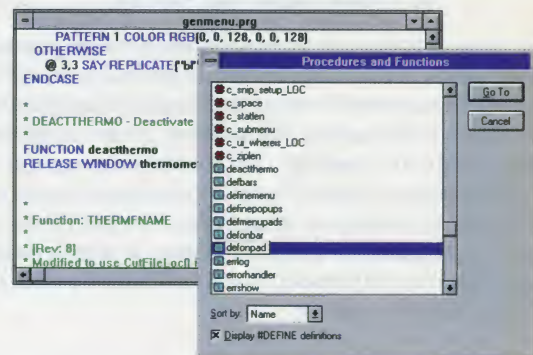 genmenu.prg
PATTERN 1 COLOR RGB(0, 0, 128, 0, 0, 128)
OTHERWISE
@ 3,3 SAY REPLICATE("
ENDCASE
*
* DEACTTHERMO - Deactivate
*
FUNCTION deactthermo
RELEASE WINDOW thermome
*
* Function: THERMFNAME
*
* [Rev: 8]
* Modified to use CutFileLocfl i
Procedures and Functions
c_snip_setup_LOC
c_space
c_statlen
c_submenu
c_ui_whereis_LOC
c_ziplen
deactthermo
defbars
definemenu
definepopups
defmenupads
defonbar
defonpad
errlog
errorhandler
errshow
Go To
Cancel
Sort by: Name
Display #DEFINE definitions